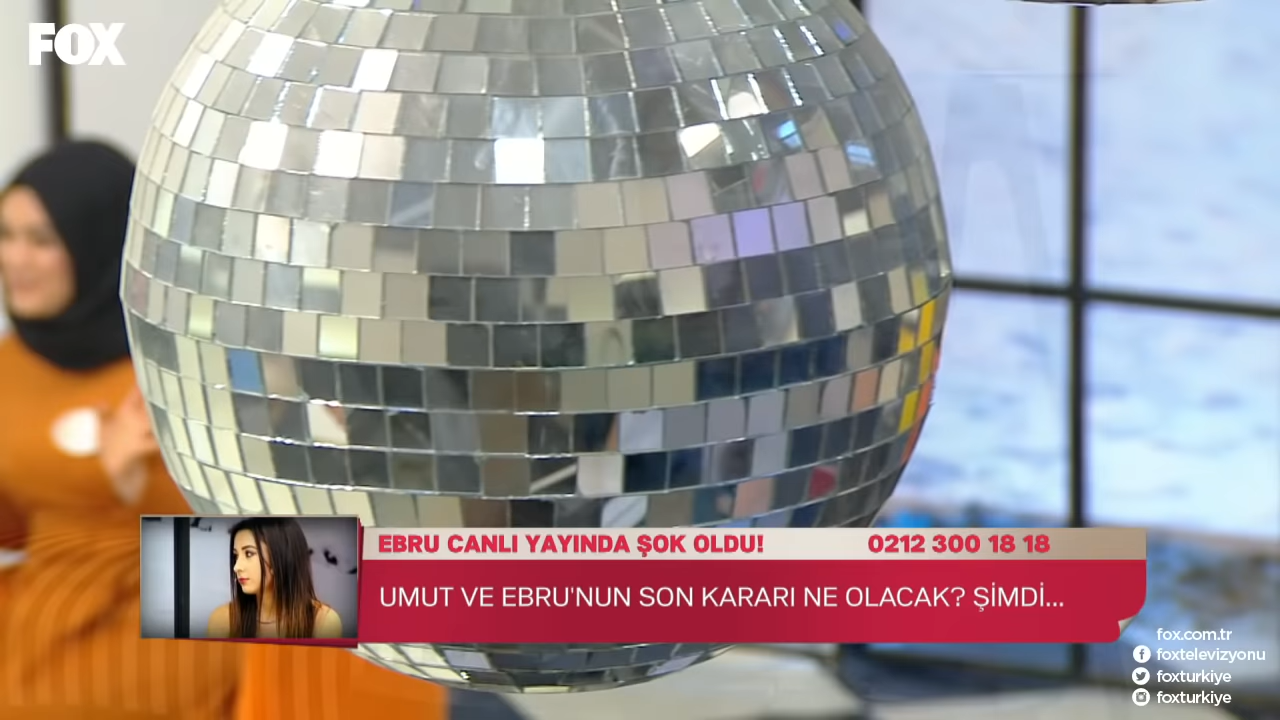 FOX
EBRU CANLI YAYINDA ŞOK OLDU! 0212 300 18 18
UMUT VE EBRU'NUN SON KARARI NE OLACAK? ŞİMDİ...
fox.com.tr
foxtelevizyonu
foxturkiye
foxturkiye